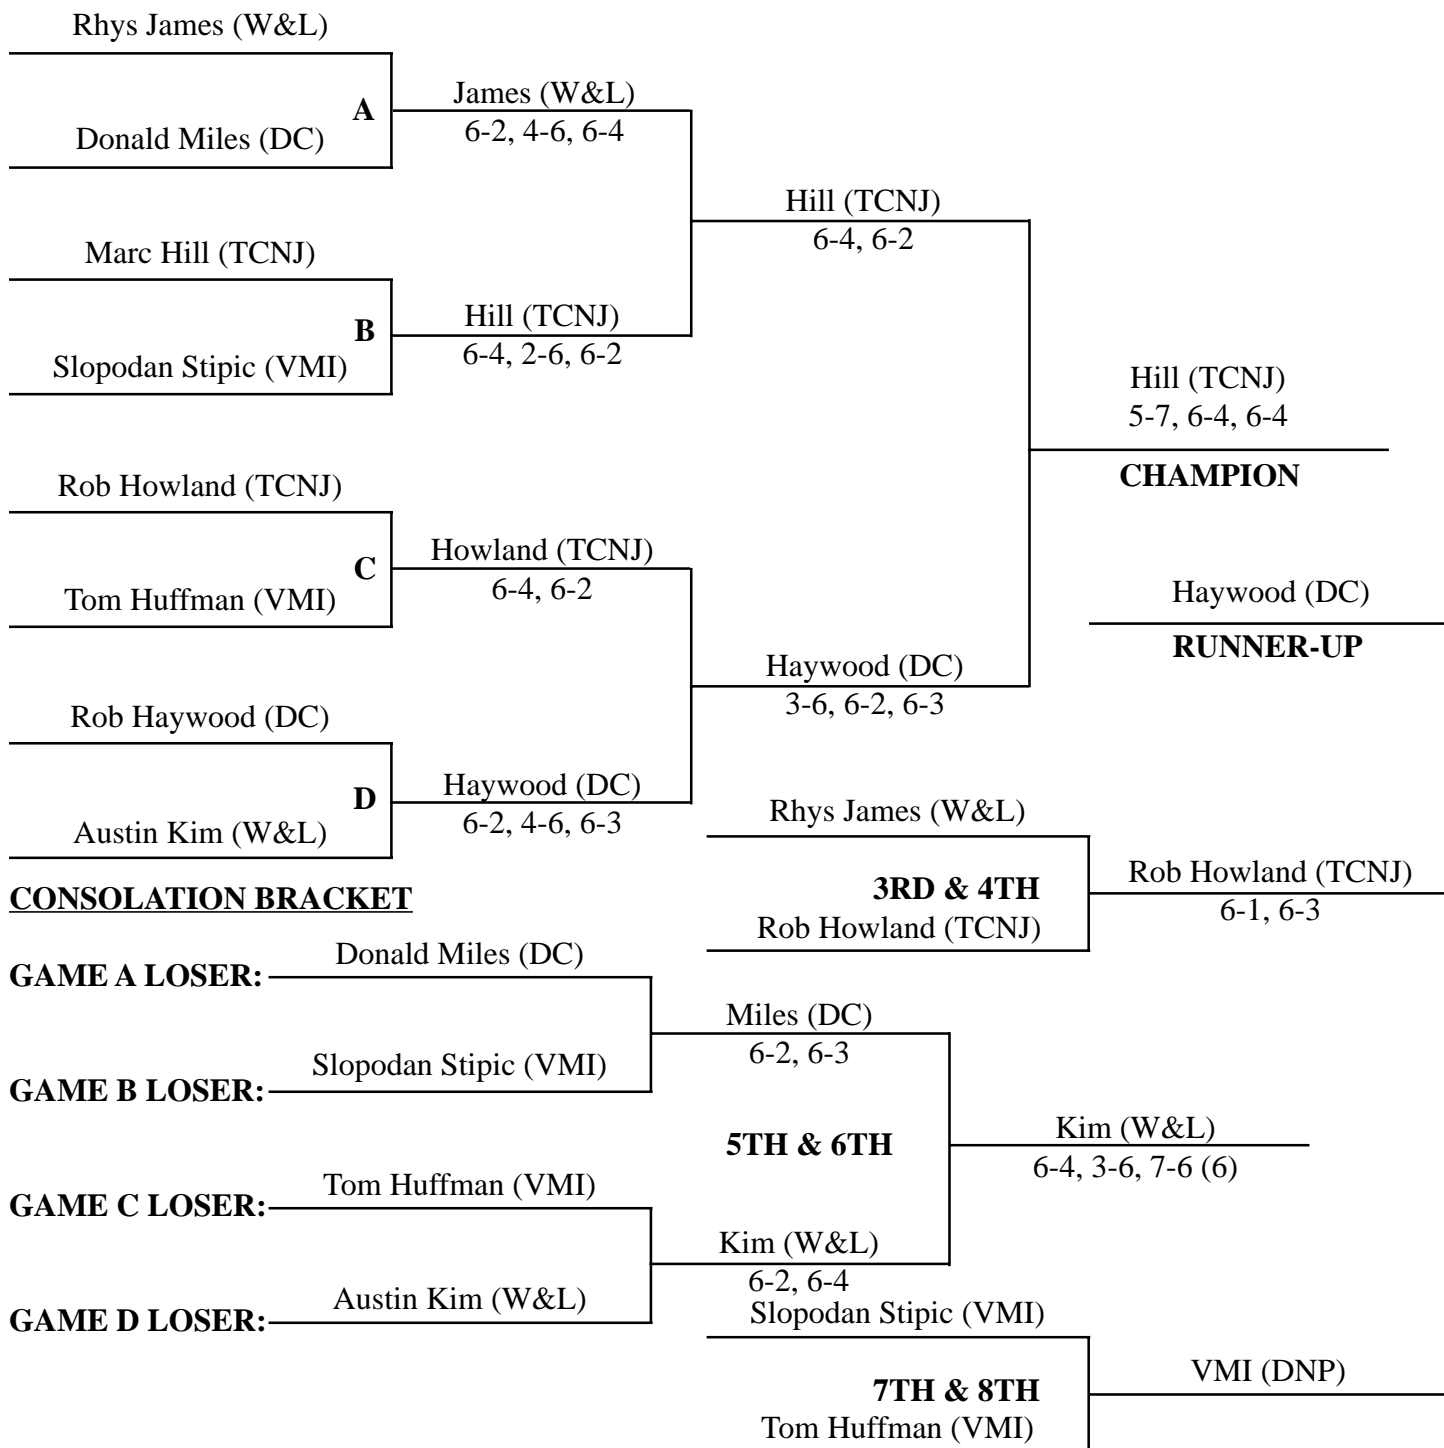 Rhys James (W&L)
A
Donald Miles (DC)
James (W&L)
6-2, 4-6, 6-4
Marc Hill (TCNJ)
B
Slopodan Stipic (VMI)
Hill (TCNJ)
6-4, 2-6, 6-2
Hill (TCNJ)
6-4, 6-2
Rob Howland (TCNJ)
C
Tom Huffman (VMI)
Howland (TCNJ)
6-4, 6-2
Rob Haywood (DC)
D
Austin Kim (W&L)
Haywood (DC)
6-2, 4-6, 6-3
Haywood (DC)
3-6, 6-2, 6-3
Hill (TCNJ)
5-7, 6-4, 6-4
CHAMPION
Haywood (DC)
RUNNER-UP
Rhys James (W&L)
3RD & 4TH
Rob Howland (TCNJ)
Rob Howland (TCNJ)
6-1, 6-3
CONSOLATION BRACKET
GAME A LOSER: Donald Miles (DC)
GAME B LOSER: Slopodan Stipic (VMI)
Miles (DC)
6-2, 6-3
5TH & 6TH
GAME C LOSER: Tom Huffman (VMI)
GAME D LOSER: Austin Kim (W&L)
Kim (W&L)
6-2, 6-4
Kim (W&L)
6-4, 3-6, 7-6 (6)
Slopodan Stipic (VMI)
7TH & 8TH
Tom Huffman (VMI)
VMI (DNP)